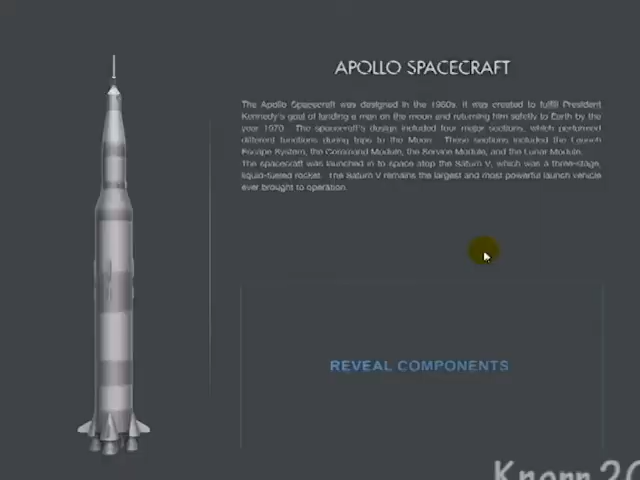 APOLLO SPACECRAFT
The Apollo Spacecraft was designed in the 1960s. It was created to fulfill President
Kennedy's goal of landing a man on the moon and returning him safely to Earth by the
year 1970. The spacecraft's design included four major sections, which performed
different functions during trips to the Moon. These sections included the Launch
Escape System, the Command Module, the Service Module, and the Lunar Module.
The spacecraft was launched in to space atop the Saturn V, which was a three-stage,
liquid-fueled rocket. The Saturn V remains the largest and most powerful launch vehicle
ever brought to operation.
REVEAL COMPONENTS